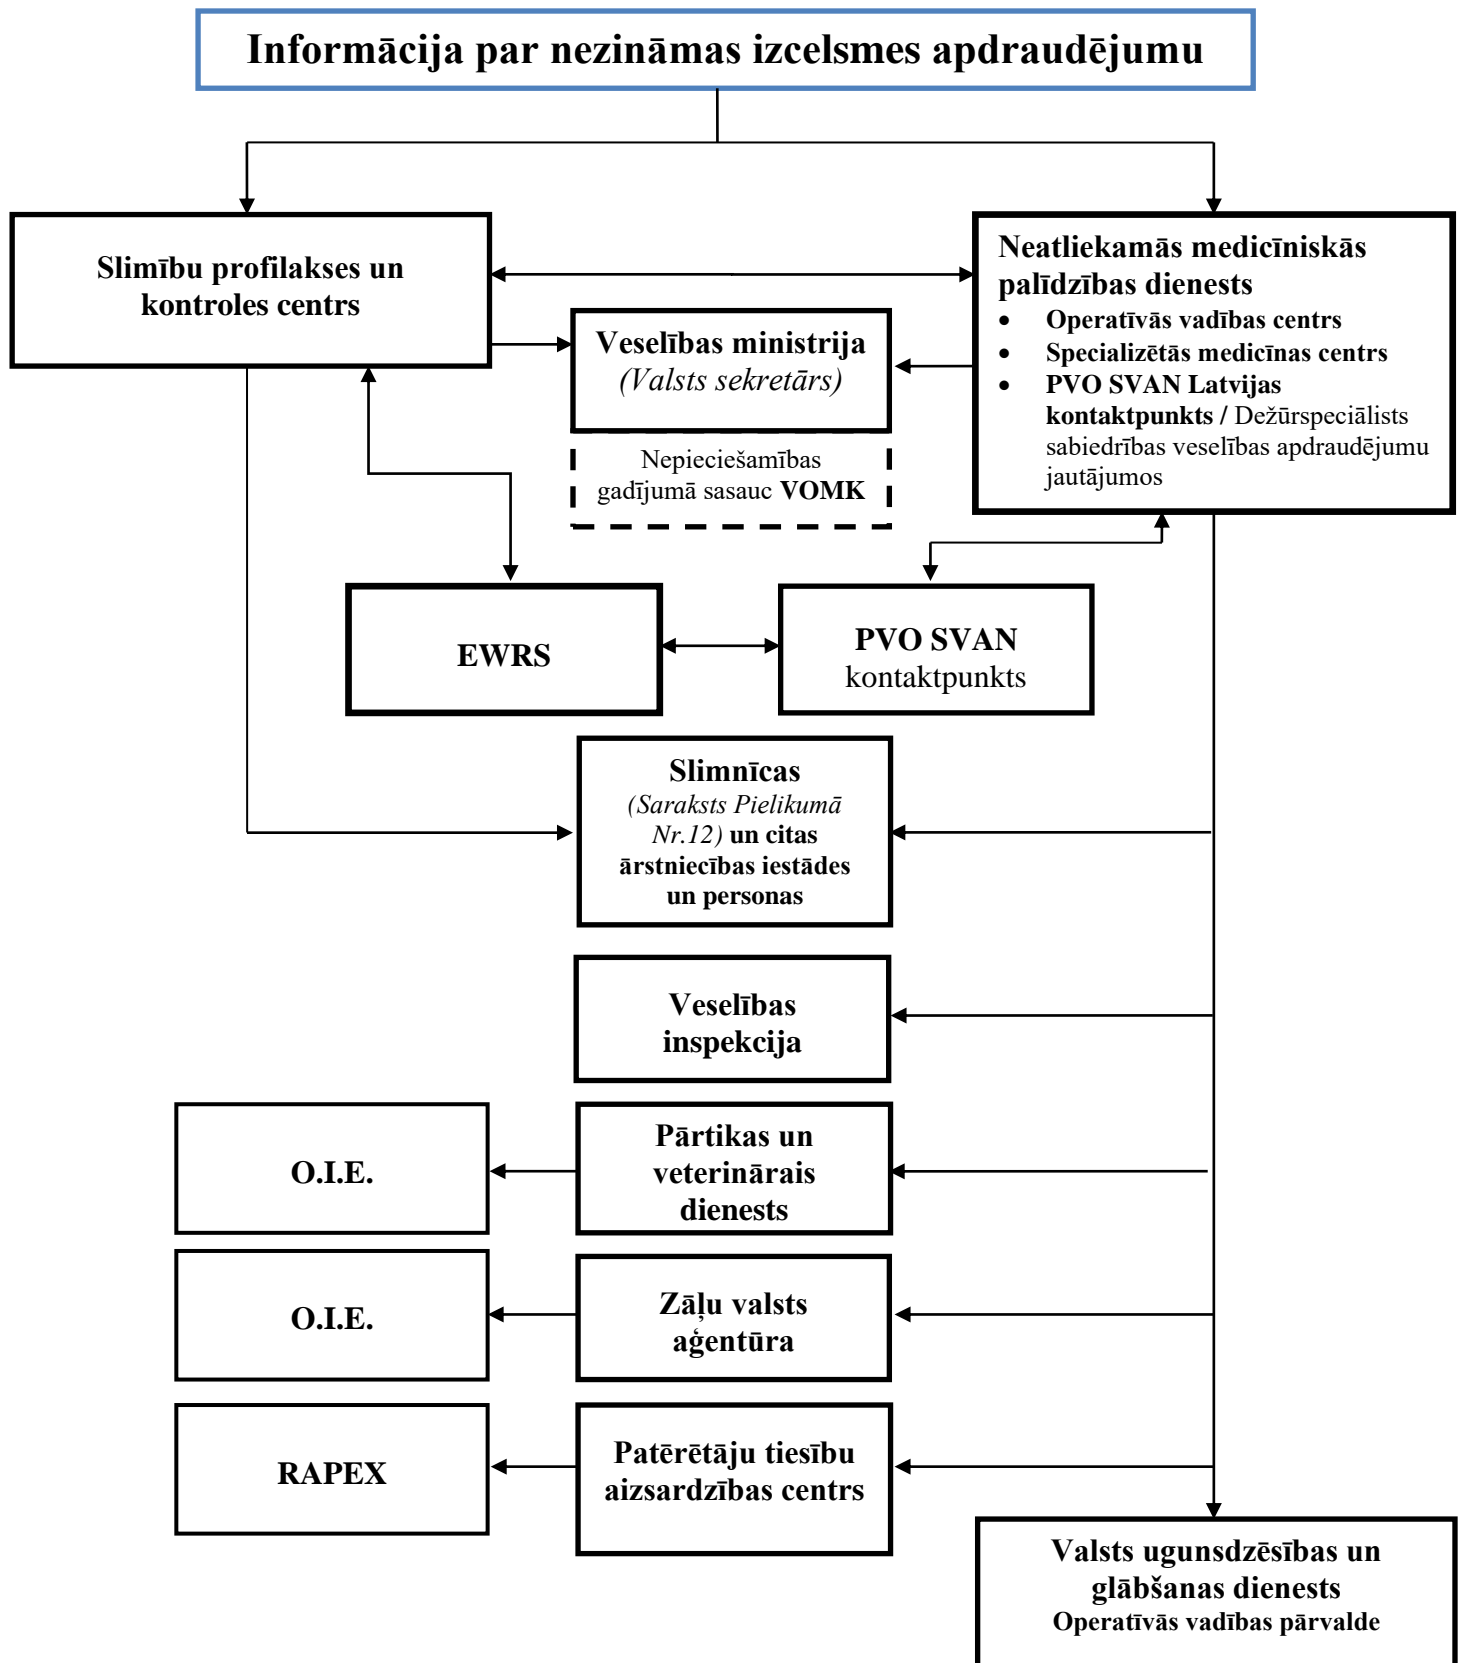 Informācija par nezināmas izcelsmes apdraudējumu
Slimību profilakses un
kontroles centrs
Neatliekamās medicīniskās
palīdzības dienests
• Operatīvās vadības centrs
• Specializētās medicīnas centrs
• PVO SVAN Latvijas
kontaktpunkts / Dežūrspeciālists
sabiedrības veselības apdraudējumu
jautājumos
Veselības ministrija
(Valsts sekretārs)
Nepieciešamības
gadījumā sasauc VOMK
EWRS
PVO SVAN
kontaktpunkts
Slimnīcas
(Saraksts Pielikumā
Nr.12) un citas
ārstniecības iestādes
un personas
Veselības
inspekcija
O.I.E.
Pārtikas un
veterinārais
dienests
O.I.E.
Zāļu valsts
aģentūra
RAPEX
Patērētāju tiesību
aizsardzības centrs
Valsts ugunsdzēsības un
glābšanas dienests
Operatīvās vadības pārvalde